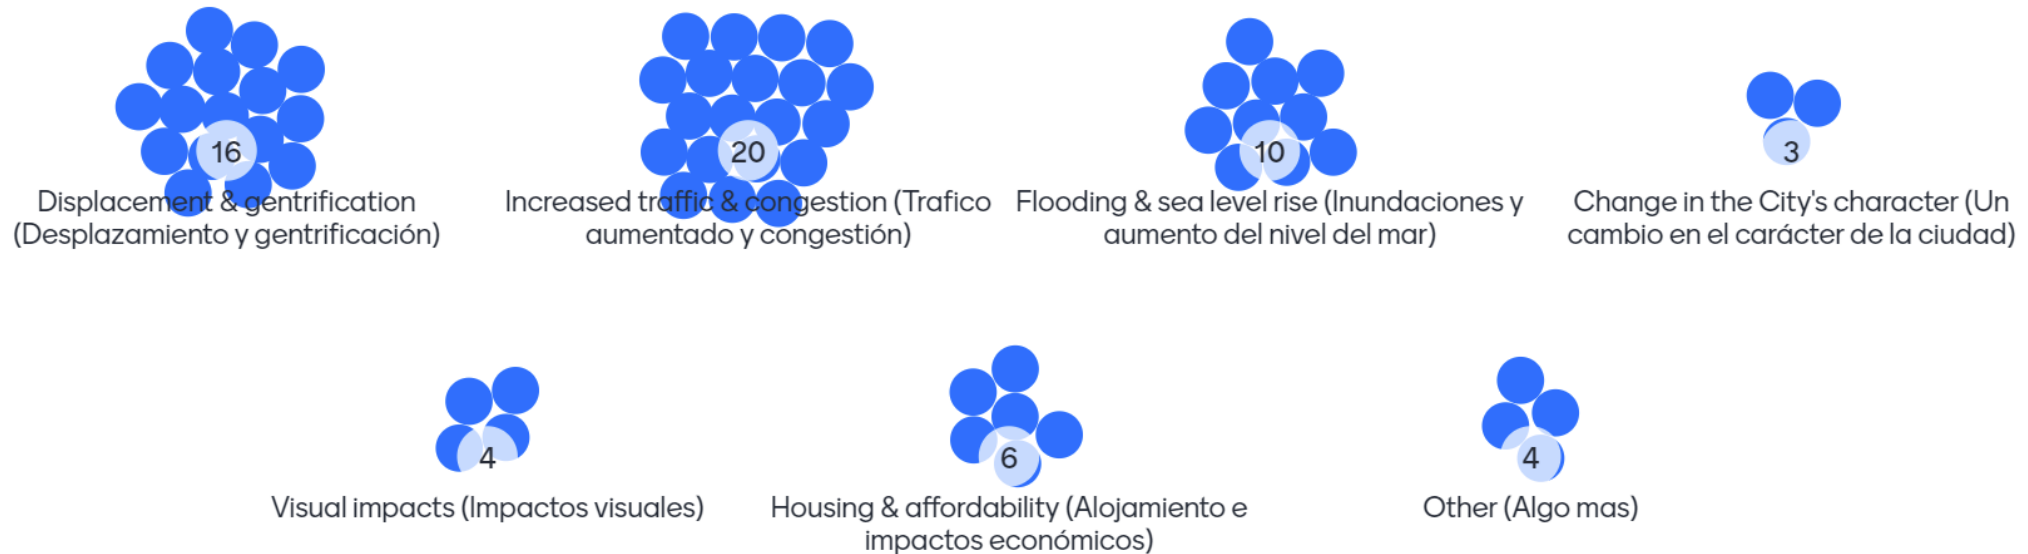 16
Displacement & gentrification
(Desplazamiento y gentrificación)
20
Increased traffic & congestion (Trafico
aumentado y congestión)
10
Flooding & sea level rise (Inundaciones y
aumento del nivel del mar)
3
Change in the City's character (Un
cambio en el carácter de la ciudad)
4
Visual impacts (Impactos visuales)
6
Housing & affordability (Alojamiento e
impactos económicos)
4
Other (Algo mas)